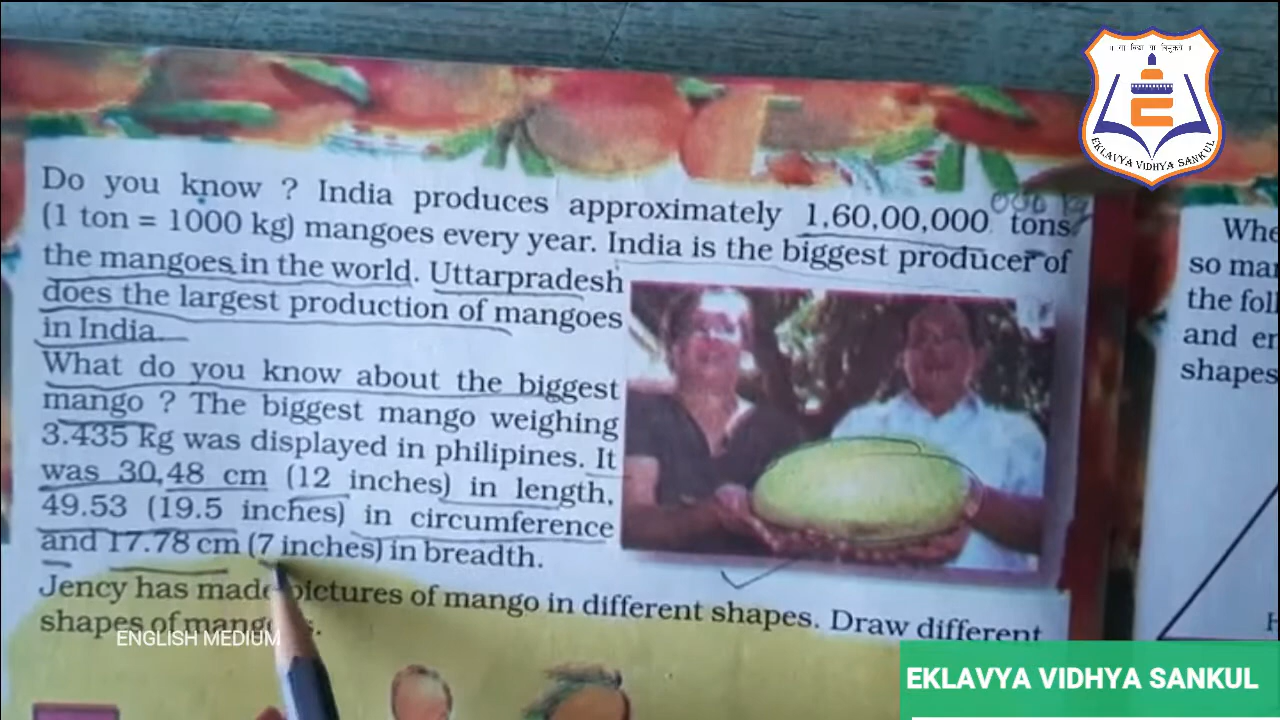 Do you know ? India produces approximately 1,60,00,000 tons
(1 ton = 1000 kg) mangoes every year. India is the biggest producer of
the mangoes in the world. Uttarpradesh
does the largest production of mangoes
in India.
What do you know about the biggest
mango ? The biggest mango weighing
3.435 kg was displayed in philipines. It
was 30,48 cm (12 inches) in length,
49.53 (19.5 inches) in circumference
and 17.78 cm (7 inches) in breadth.
Jency has made pictures of mango in different shapes. Draw different
shapes of
so
the
and
shapes
EKLAVYA VIDHYA SANKUL
ENGLISH MEDIUM
EKLAVYA VIDHYA SANKUL